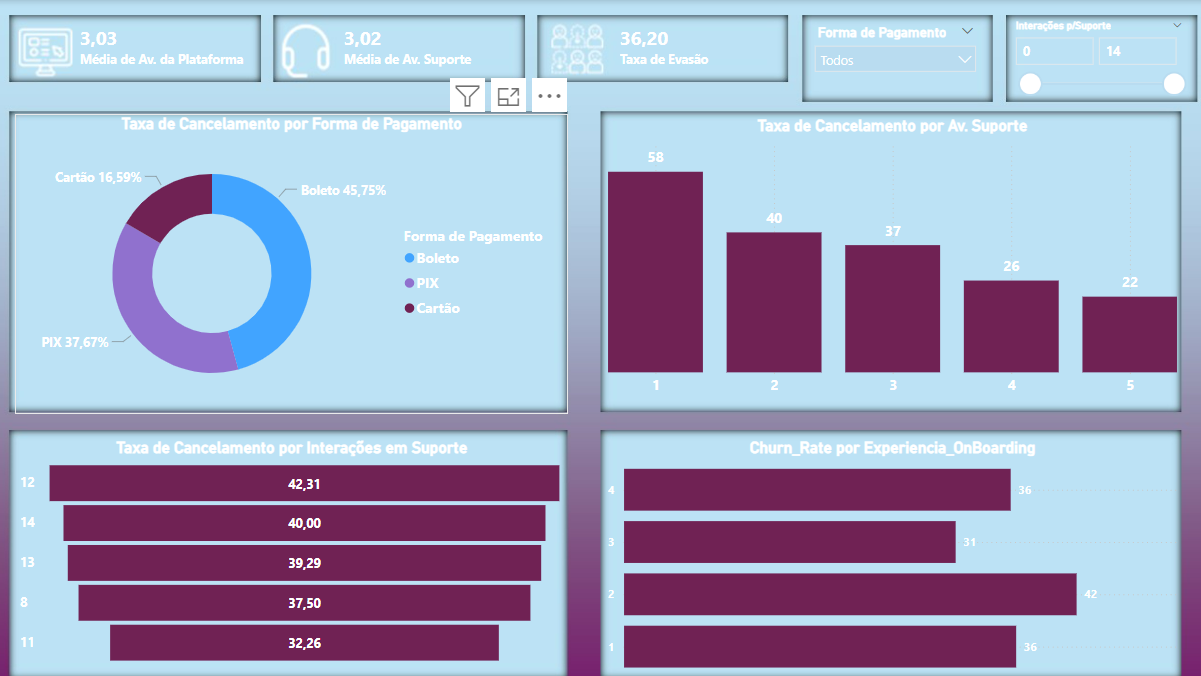 3,03
Média de Av. da Plataforma
3,02
Média de Av. Suporte
36,20
Taxa de Evasão
Forma de Pagamento
Todos
Interações p/Suporte
0
14
Taxa de Cancelamento por Forma de Pagamento
Cartão 16,59%
Boleto 45,75%
PIX 37,67%
Forma de Pagamento
Boleto
PIX
Cartão
Taxa de Cancelamento por Av. Suporte
58
40
37
26
22
1
2
3
4
5
Taxa de Cancelamento por Interações em Suporte
12
42,31
14
40,00
13
39,29
8
37,50
11
32,26
Churn_Rate por Experiencia_OnBoarding
4
36
3
31
2
42
1
36